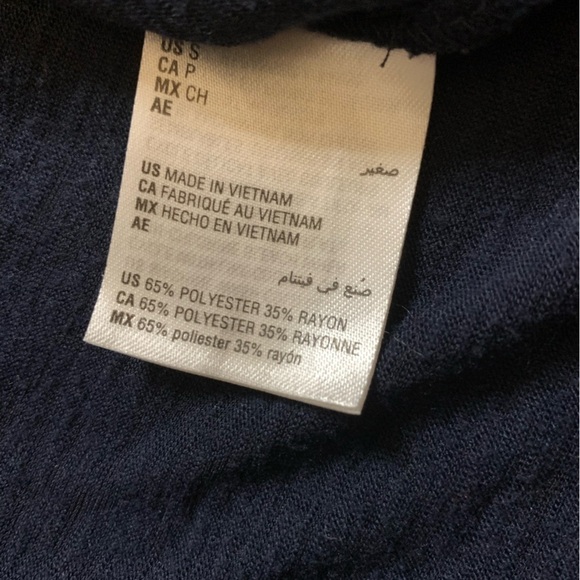 US S
CA P
MX CH
AE
صغير
US MADE IN VIETNAM
CA FABRIQUÉ AU VIETNAM
MX HECHO EN VIETNAM
AE
صُنع في فيتنام
US 65% POLYESTER 35% RAYON
CA 65% POLYESTER 35% RAYONNE
MX 65% poliester 35% rayón